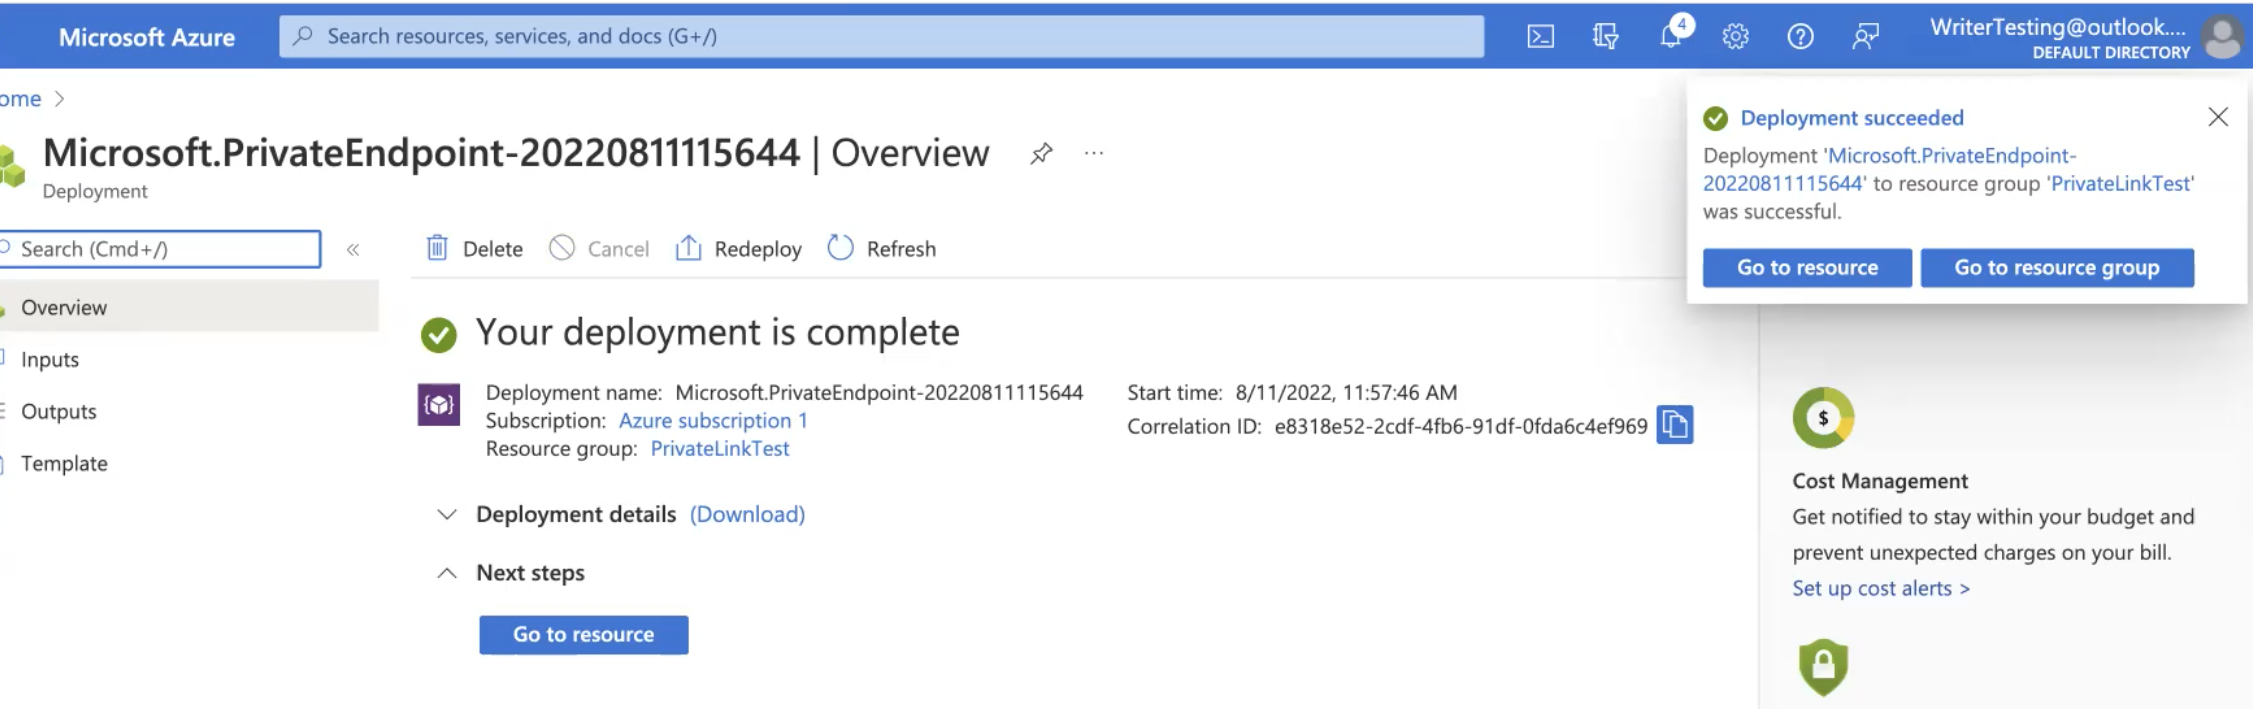 Microsoft Azure
Search resources, services, and docs (G+/)
4
WriterTesting@outlook....
DEFAULT DIRECTORY
ome >
Microsoft.PrivateEndpoint-20220811115644 | Overview
Deployment
Deployment succeeded
Deployment 'Microsoft.PrivateEndpoint-
20220811115644' to resource group 'PrivateLinkTest'
was successful.
Go to resource
Go to resource group
Search (Cmd+/)
Overview
Inputs
Outputs
Template
Delete
Cancel
Redeploy
Refresh
Your deployment is complete
Deployment name: Microsoft.PrivateEndpoint-20220811115644
Subscription: Azure subscription 1
Resource group: PrivateLinkTest
Start time: 8/11/2022, 11:57:46 AM
Correlation ID: e8318e52-2cdf-4fb6-91df-0fda6c4ef969
Deployment details (Download)
Next steps
Go to resource
$
Cost Management
Get notified to stay within your budget and
prevent unexpected charges on your bill.
Set up cost alerts >